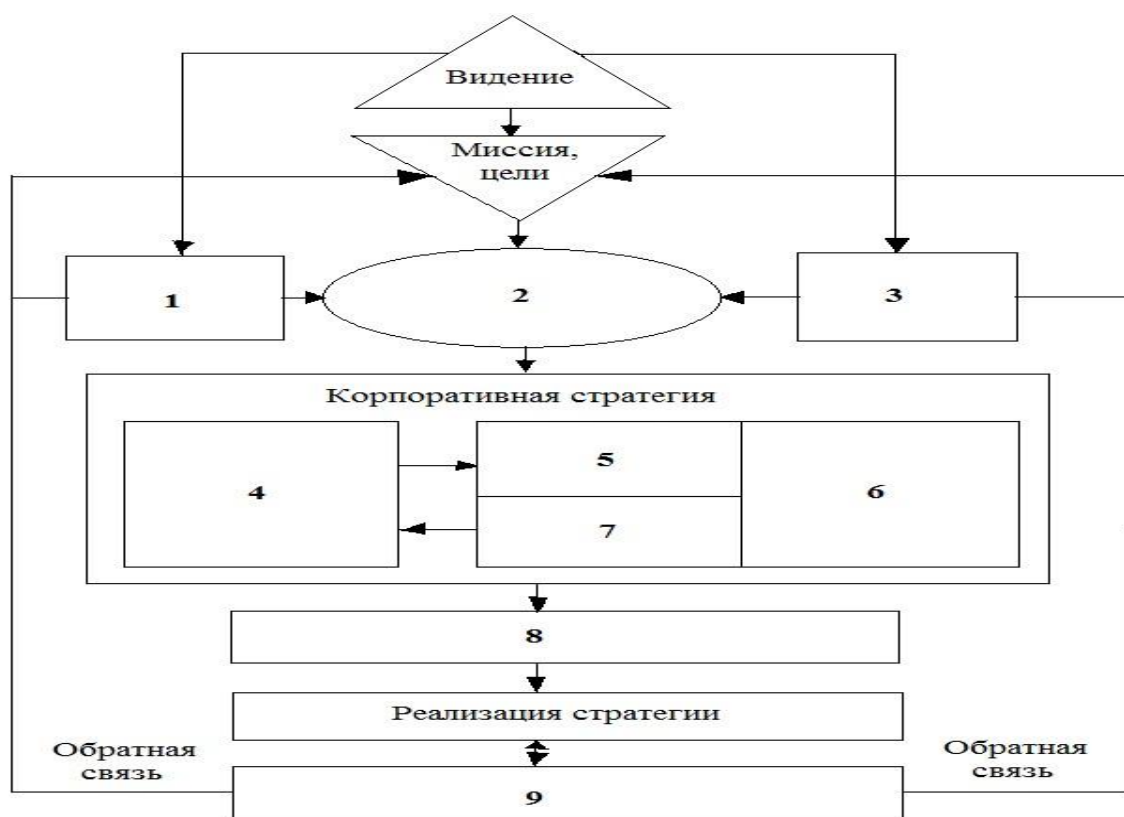 Видение
Миссия,
цели
1
2
3
Корпоративная стратегия
4
5
6
7
8
Реализация стратегии
Обратная
связь
Обратная
связь
9